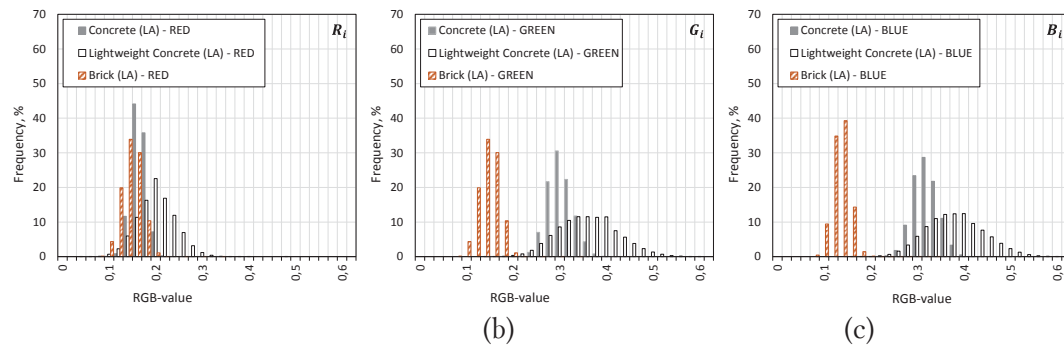 70
60
50
40
30
20
10
0
Frequency, %
Concrete (LA) - RED
Lightweight Concrete (LA) - RED
Brick (LA) - RED
R_i
0 0,1 0,2 0,3 0,4 0,5 0,6
RGB-value
70
60
50
40
30
20
10
0
Frequency, %
Concrete (LA) - GREEN
Lightweight Concrete (LA) - GREEN
Brick (LA) - GREEN
G_i
0 0,1 0,2 0,3 0,4 0,5 0,6
RGB-value
(b)
70
60
50
40
30
20
10
0
Frequency, %
Concrete (LA) - BLUE
Lightweight Concrete (LA) - BLUE
Brick (LA) - BLUE
B_i
0 0,1 0,2 0,3 0,4 0,5 0,6
RGB-value
(c)